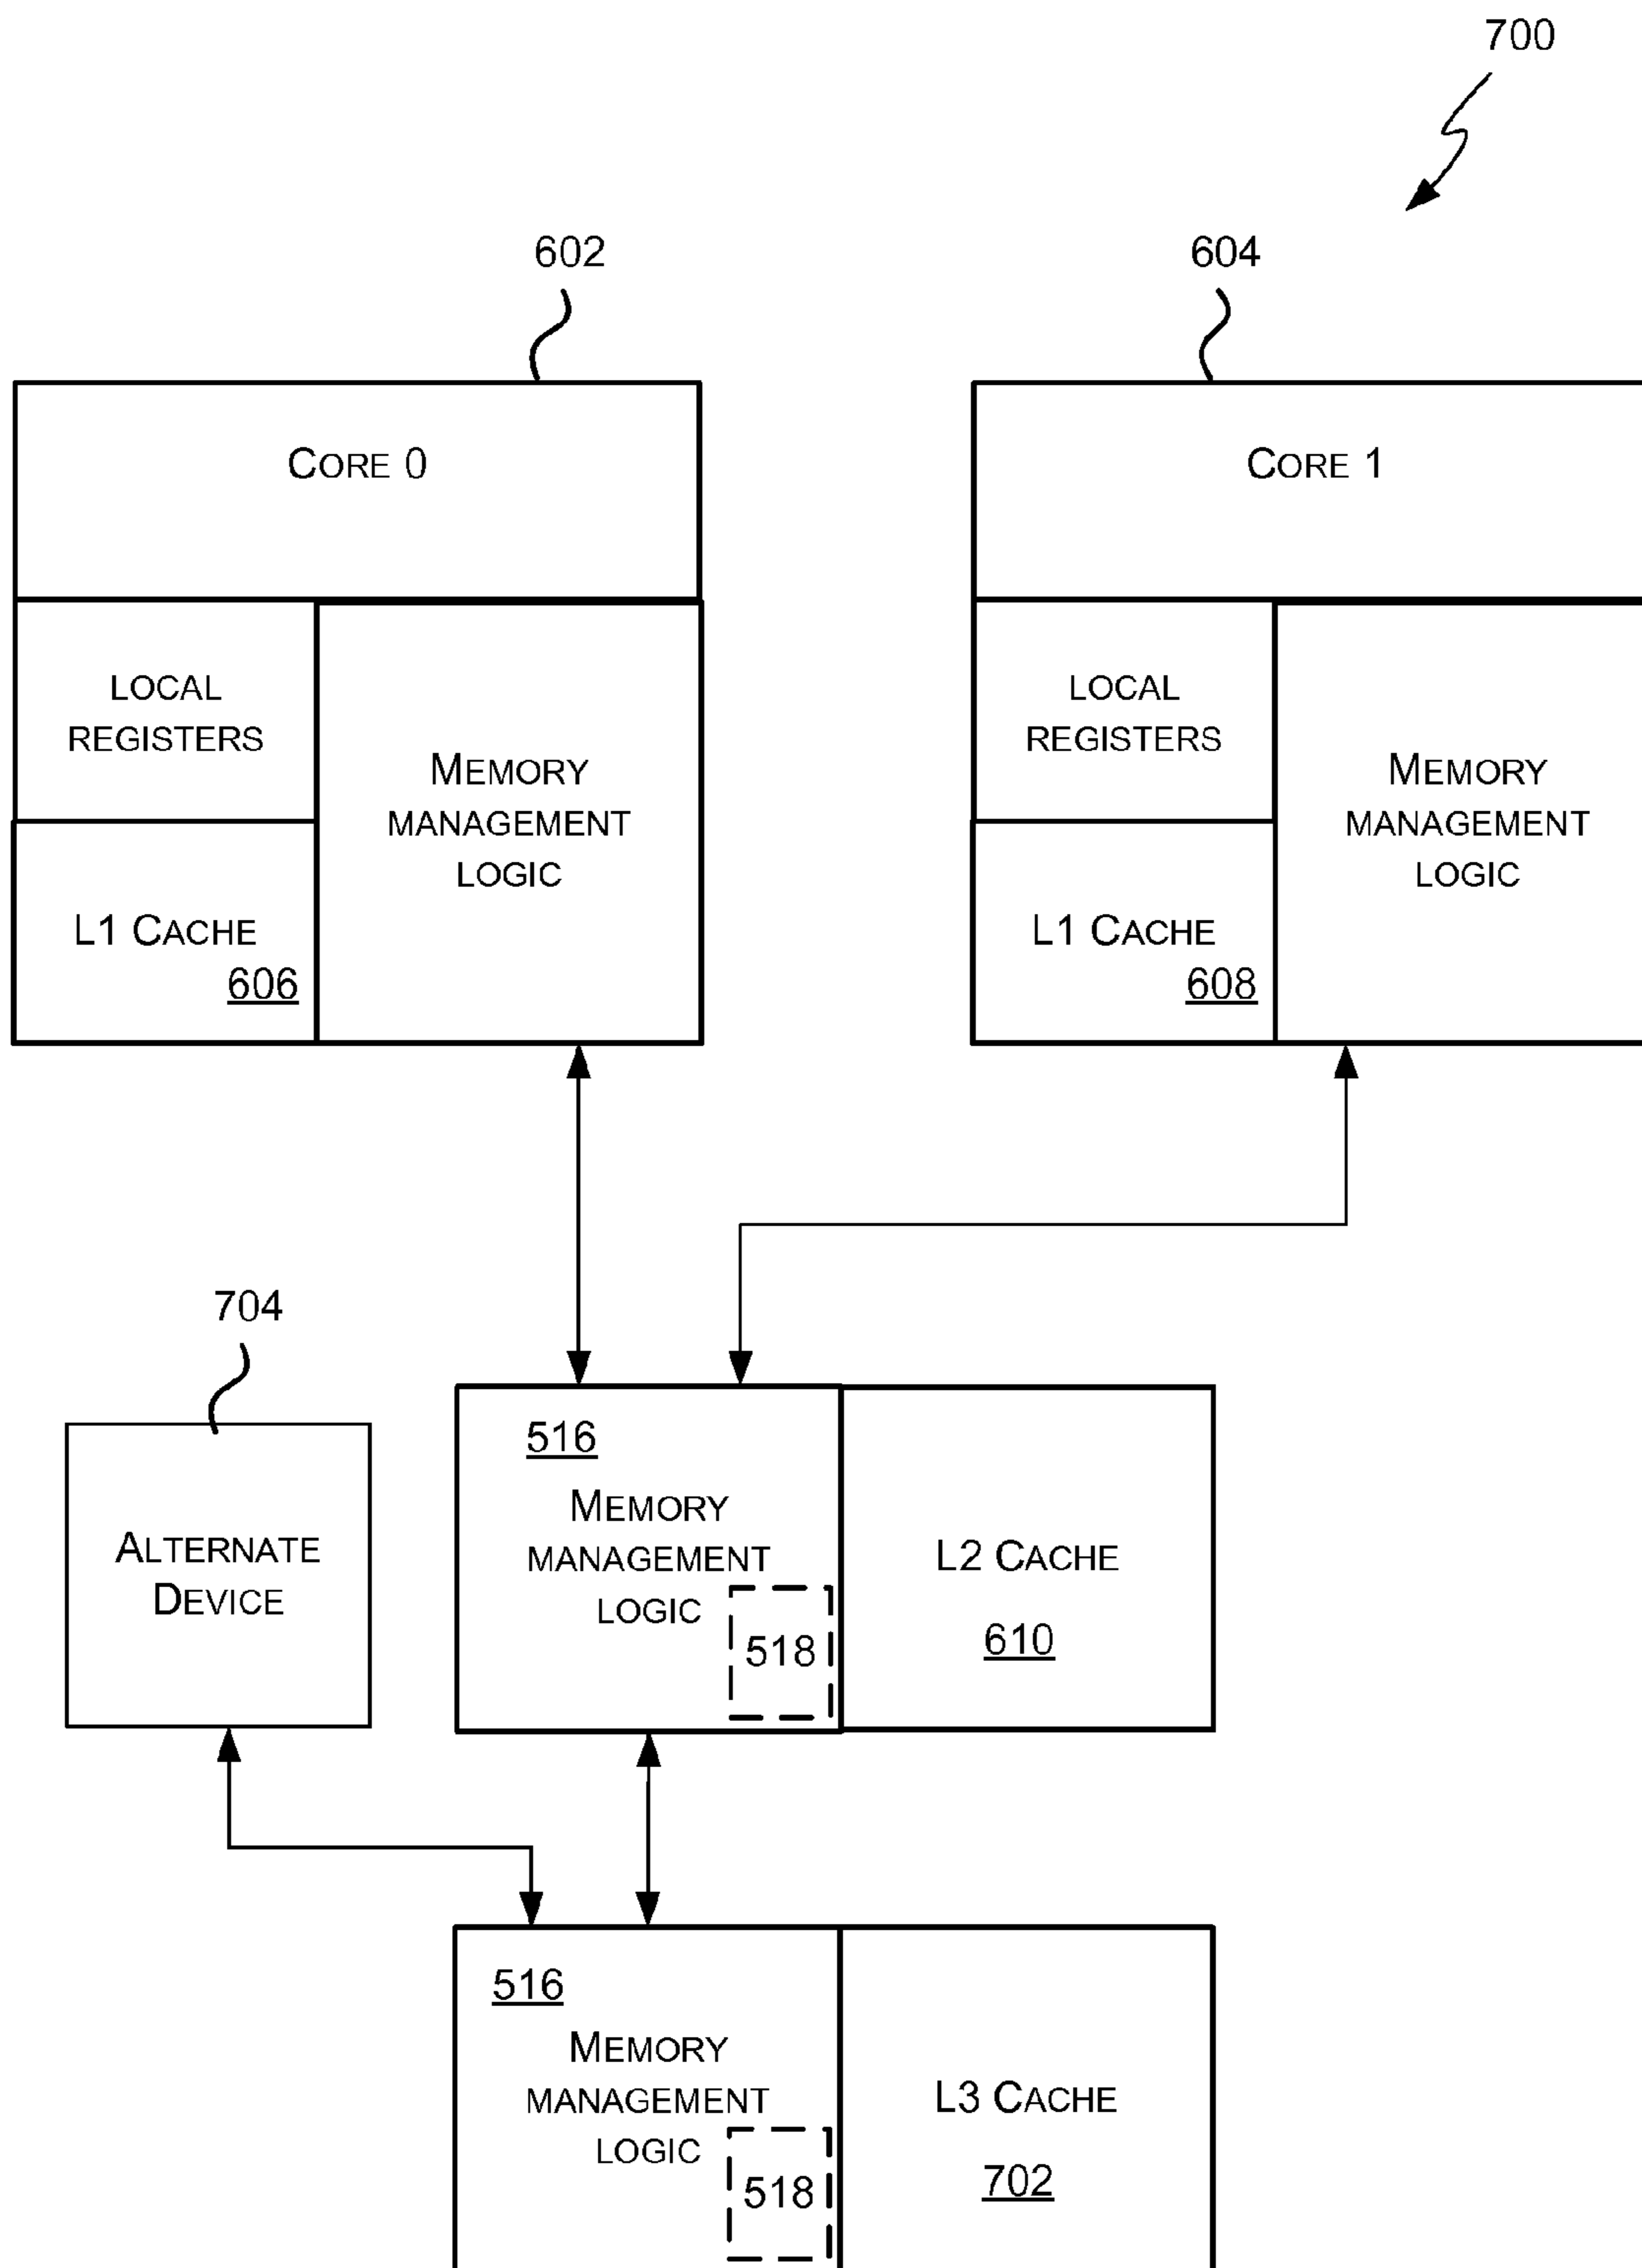 700
602
604
CORE 0
CORE 1
LOCAL
REGISTERS
MEMORY
MANAGEMENT
LOGIC
L1 CACHE
606
LOCAL
REGISTERS
MEMORY
MANAGEMENT
LOGIC
L1 CACHE
608
704
ALTERNATE
DEVICE
516
MEMORY
MANAGEMENT
LOGIC
518
L2 CACHE
610
516
MEMORY
MANAGEMENT
LOGIC
518
L3 CACHE
702